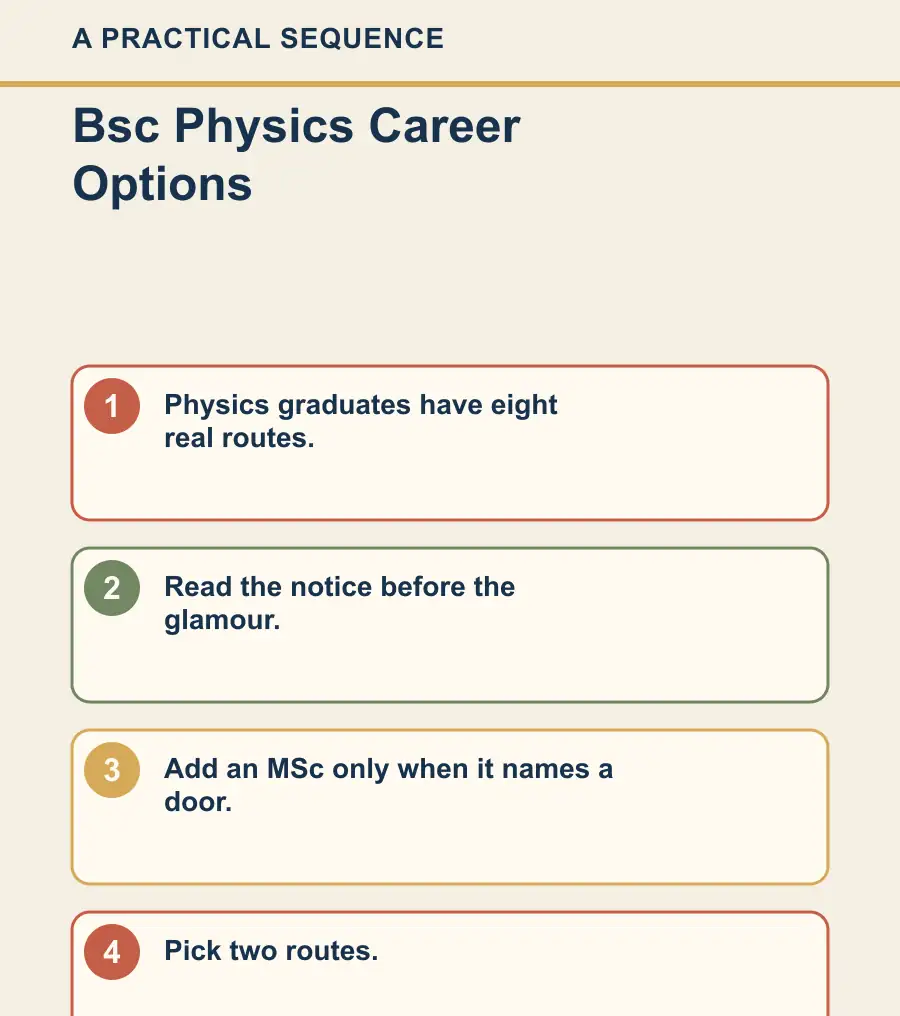 A PRACTICAL SEQUENCE
Bsc Physics Career
Options
1
Physics graduates have eight
real routes.
2
Read the notice before the
glamour.
3
Add an MSc only when it names a
door.
4
Pick two routes.